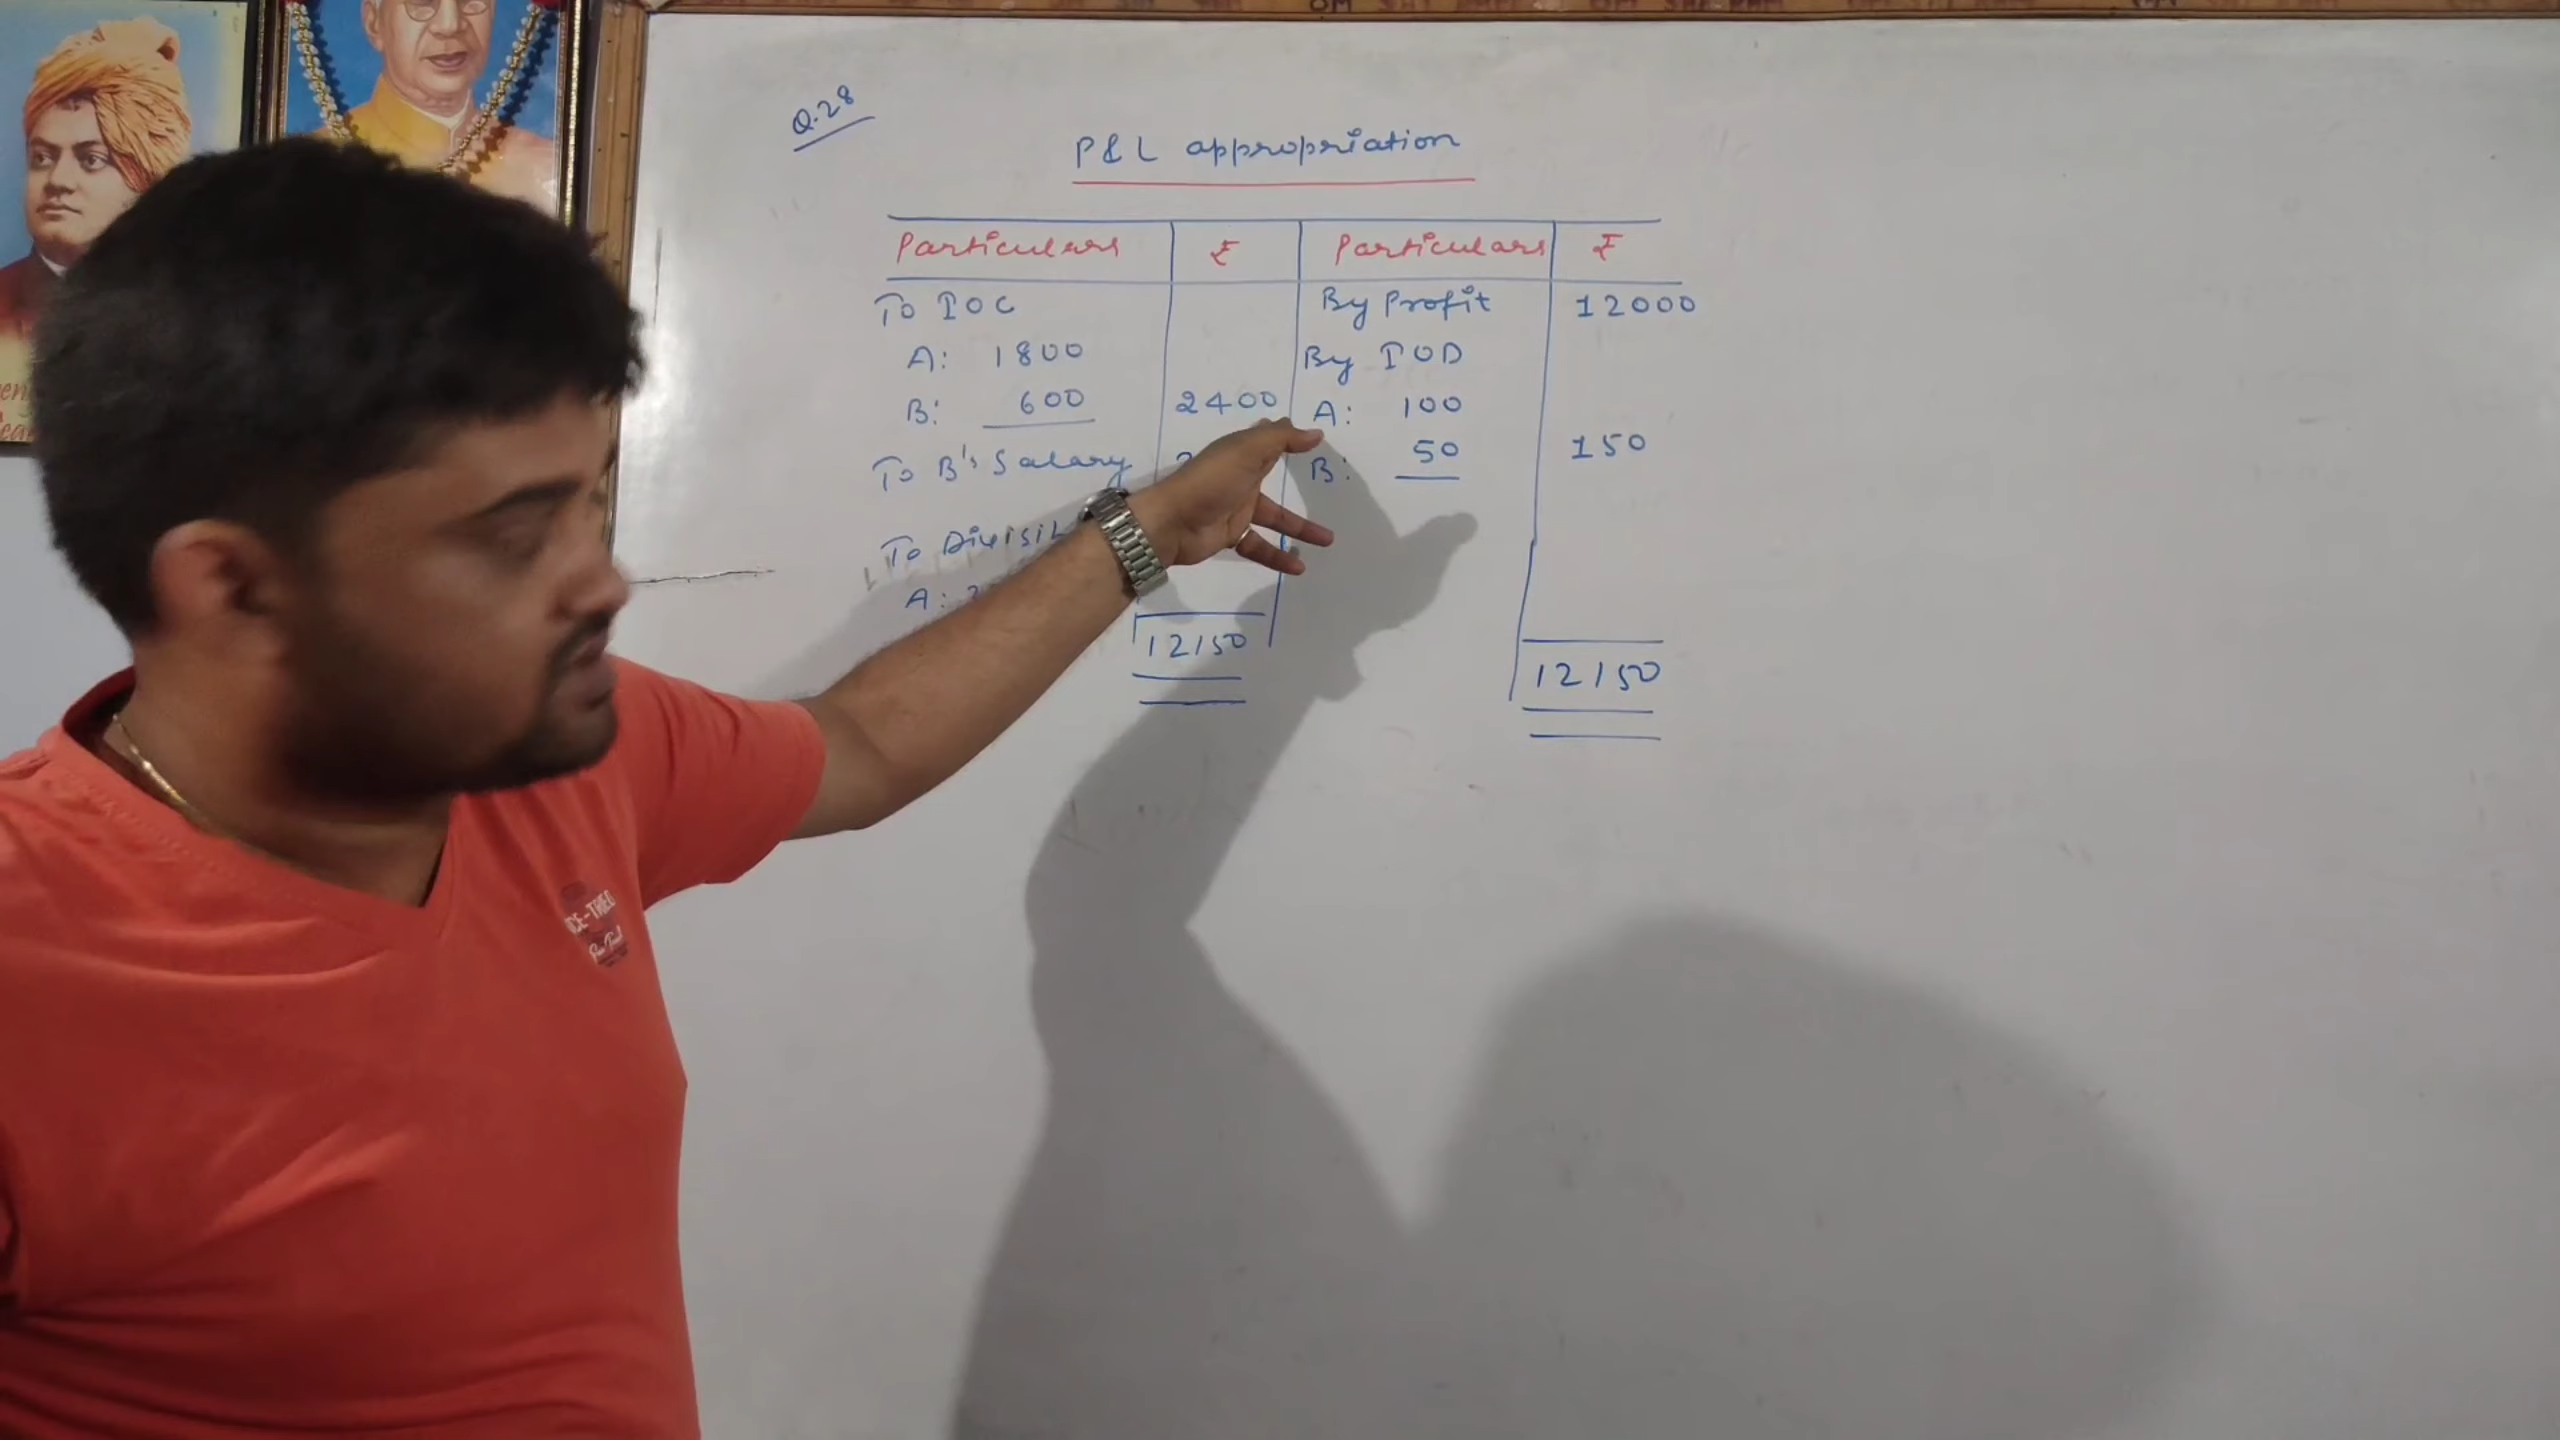 Q.28
P&L appropriation
Particulars ₹ Particulars ₹
To IOC By Profit 12000
A: 1800 By IOD
B: 600 2400 A: 100
To B's Salary B: 50 150
To
A:
12150 12150